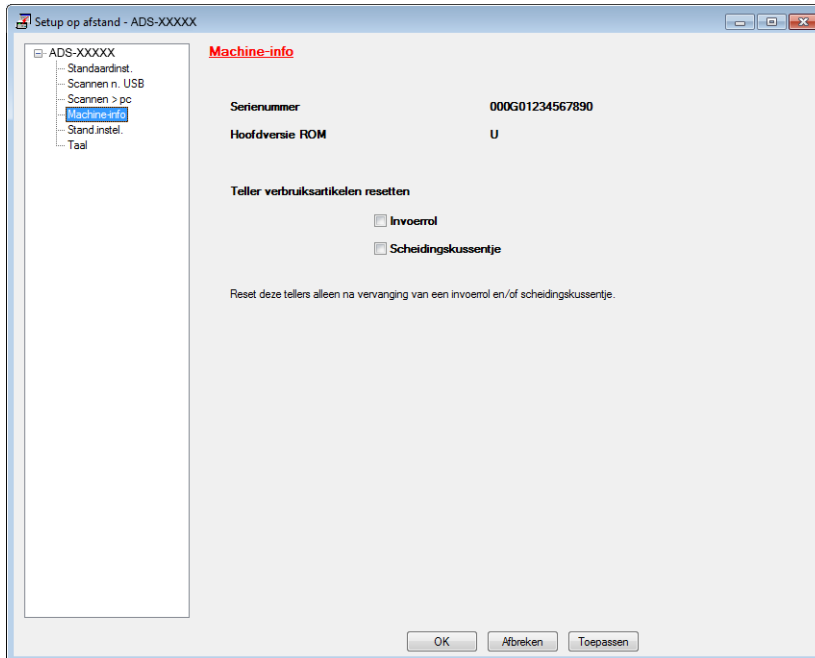 Setup op afstand - ADS-XXXXX
ADS-XXXXX
Standaardinst.
Scannen n. USB
Scannen > pc
Machine-info
Stand.instel.
Taal
Machine-info
Serienummer 000G01234567890
Hoofdversie ROM U
Teller verbruiksartikelen resetten
Invoerrol
Scheidingskussentje
Reset deze tellers alleen na vervanging van een invoerrol en/of scheidingskussentje.
OK Afbreken Toepassen